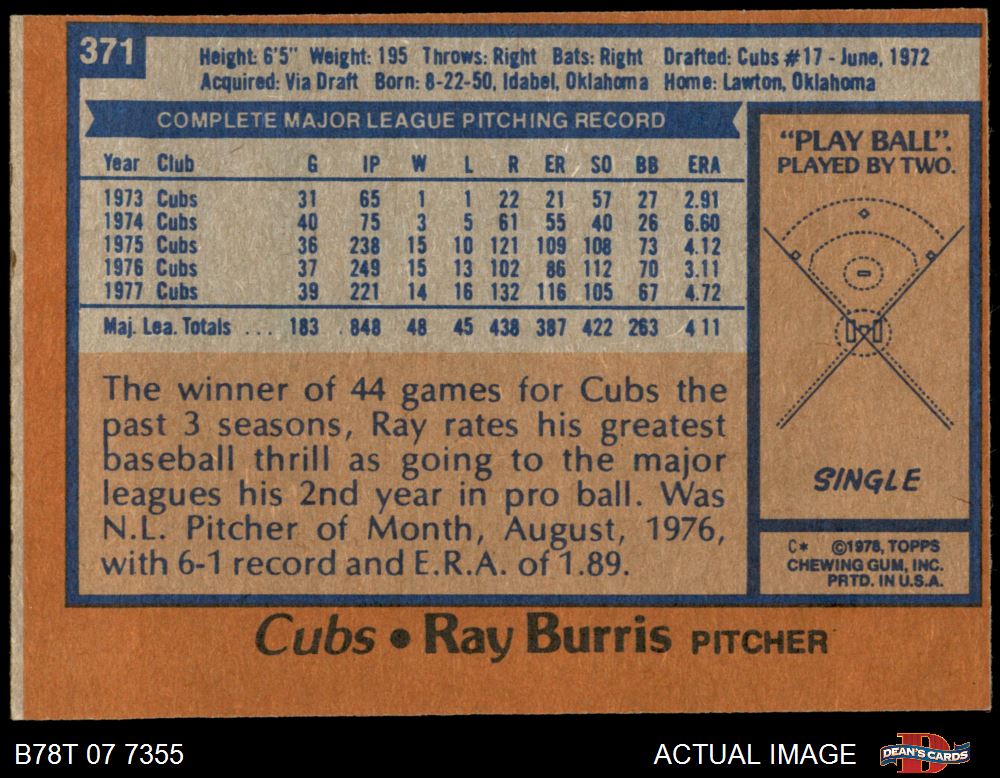 371
Height: 6'5" Weight: 195 Throws: Right Bats: Right Drafted: Cubs #17 - June, 1972
Acquired: Via Draft Born: 8-22-50, Idabel, Oklahoma Home: Lawton, Oklahoma
COMPLETE MAJOR LEAGUE PITCHING RECORD
Year Club G IP W L R ER SO BB ERA
1973 Cubs 31 65 1 1 22 21 57 27 2.91
1974 Cubs 40 75 3 5 61 55 40 26 6.60
1975 Cubs 36 238 15 10 121 109 108 73 4.12
1976 Cubs 37 249 15 13 102 86 112 70 3.11
1977 Cubs 39 221 14 16 132 116 105 67 4.72
Maj. Lea. Totals ... 183 848 48 45 438 387 422 263 4 11
The winner of 44 games for Cubs the
past 3 seasons, Ray rates his greatest
baseball thrill as going to the major
leagues his 2nd year in pro ball. Was
N.L. Pitcher of Month, August, 1976,
with 6-1 record and E.R.A. of 1.89.
"PLAY BALL".
PLAYED BY TWO.
SINGLE
C* ©1978, TOPPS
CHEWING GUM, INC.
PRTD. IN U.S.A.
Cubs • Ray Burris PITCHER
B78T 07 7355 ACTUAL IMAGE
DEAN'S CARDS